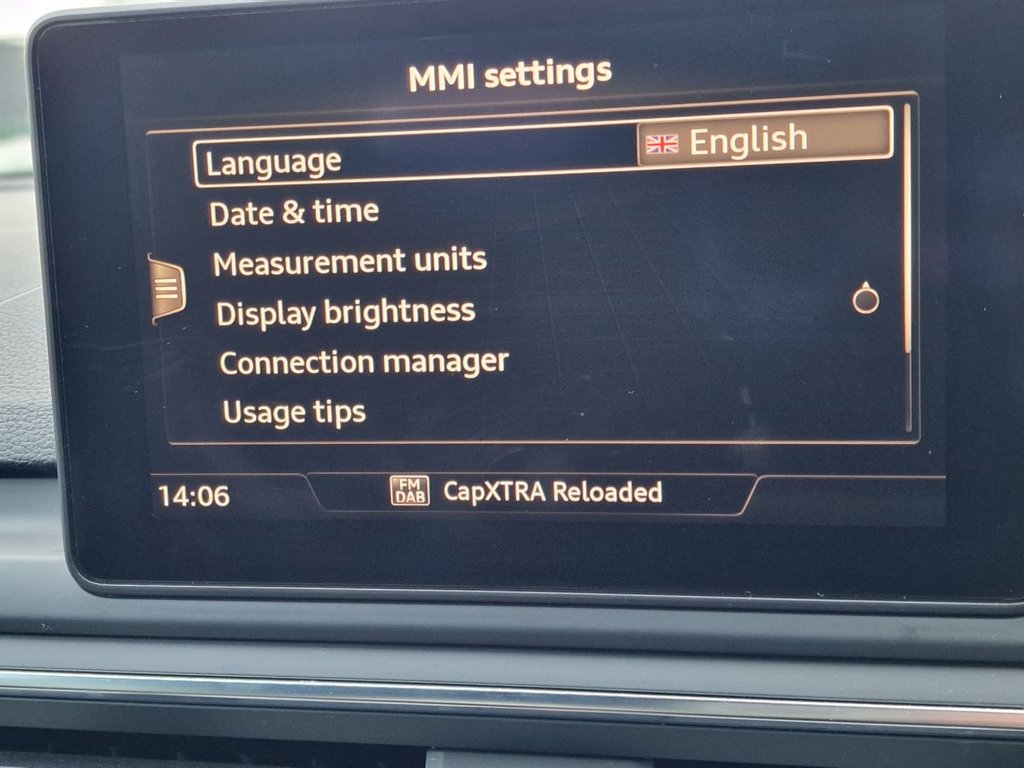 MMI settings
Language English
Date & time
Measurement units
Display brightness
Connection manager
Usage tips
14:06 FM DAB CapXTRA Reloaded